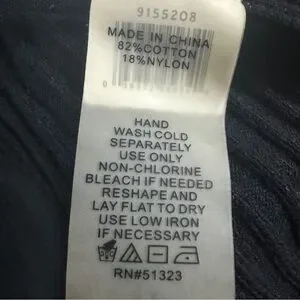 9155208
MADE IN CHINA
82%COTTON
18%NYLON
HAND
WASH COLD
SEPARATELY
USE ONLY
NON-CHLORINE
BLEACH IF NEEDED
RESHAPE AND
LAY FLAT TO DRY
USE LOW IRON
IF NECESSARY
RN#51323